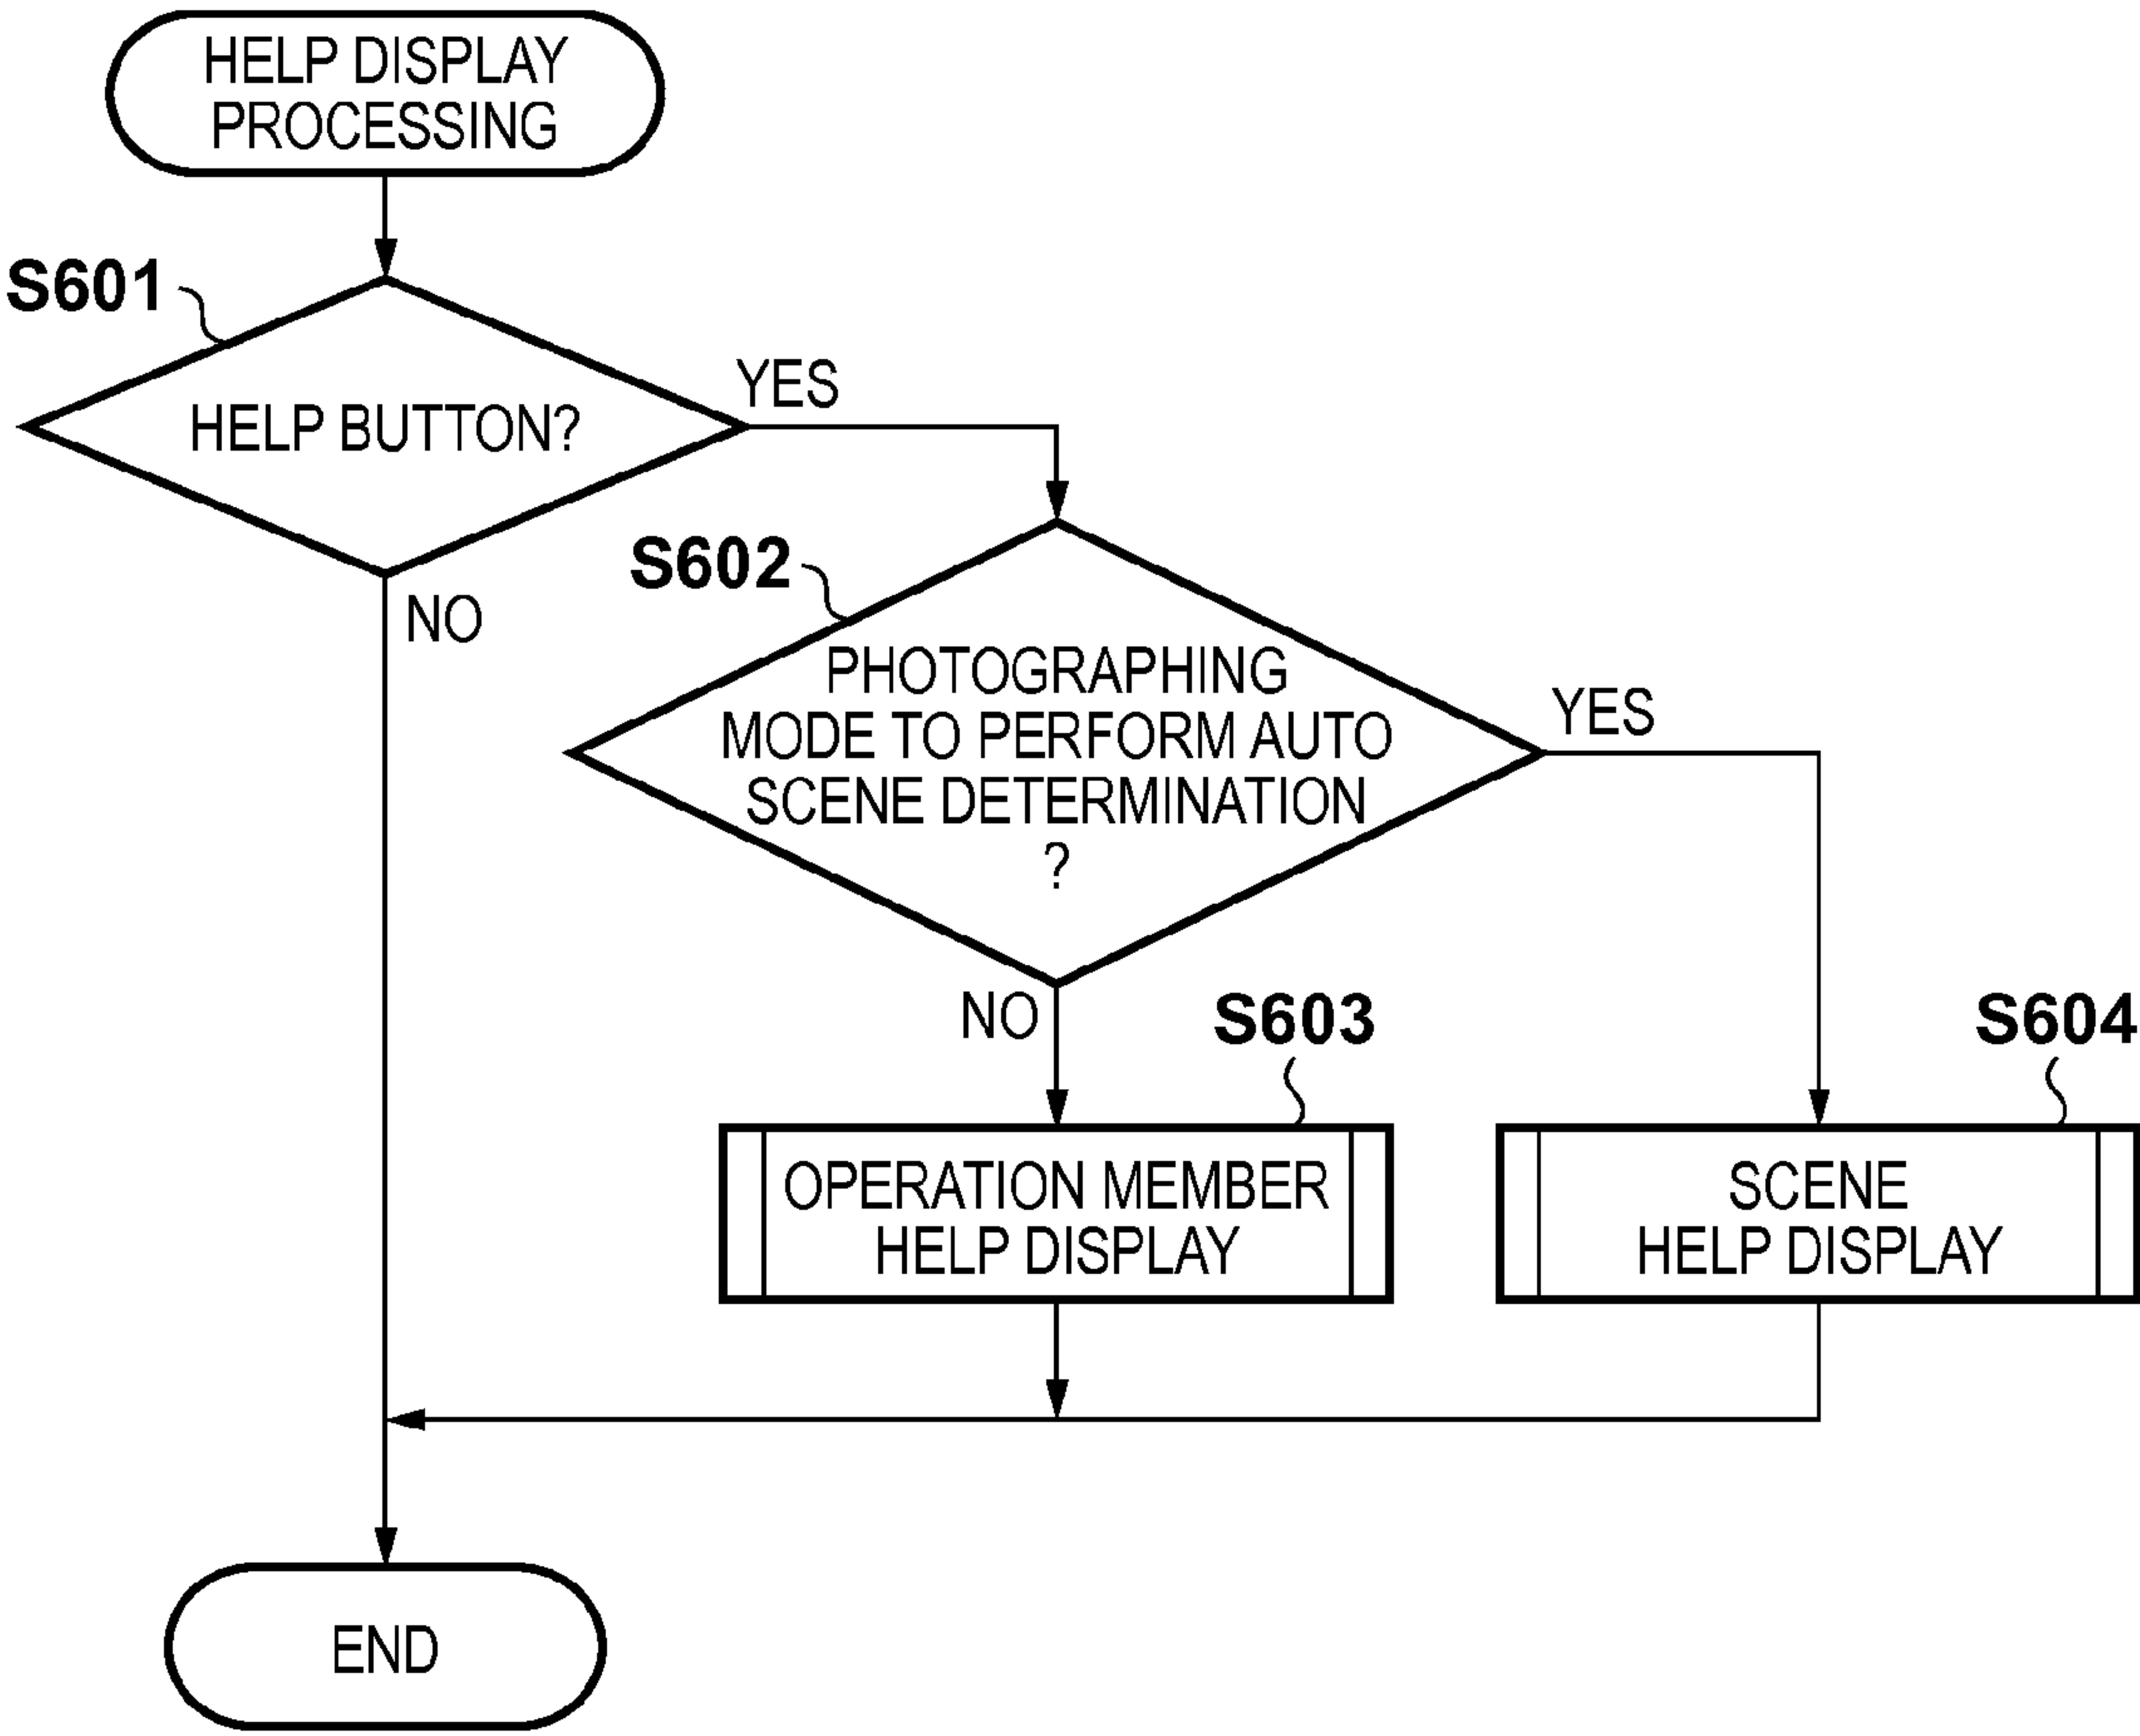 HELP DISPLAY
PROCESSING
S601
HELP BUTTON?
YES
NO
S602
PHOTOGRAPHING
MODE TO PERFORM AUTO
SCENE DETERMINATION
?
YES
NO
S603
OPERATION MEMBER
HELP DISPLAY
S604
SCENE
HELP DISPLAY
END